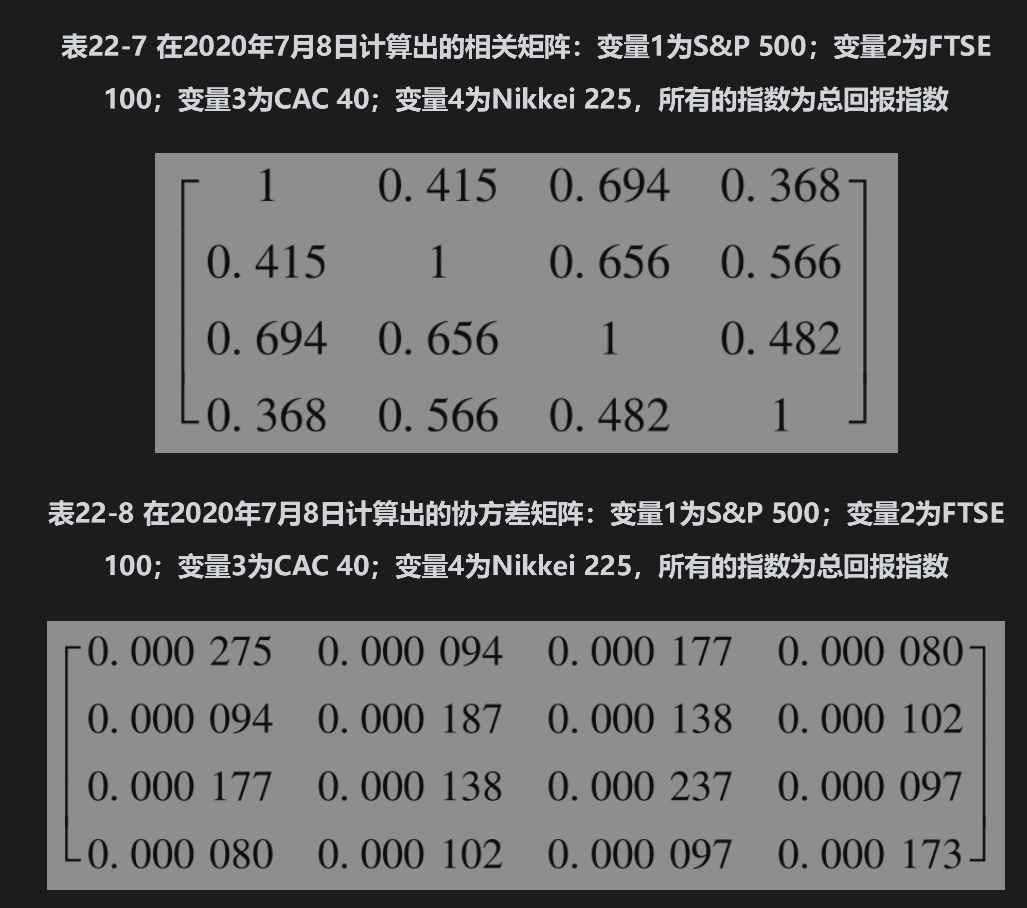 表22-7 在2020年7月8日计算出的相关矩阵：变量1为S&P 500；变量2为FTSE
100；变量3为CAC 40；变量4为Nikkei 225，所有的指数为总回报指数
1 0. 415 0. 694 0. 368
0. 415 1 0. 656 0. 566
0. 694 0. 656 1 0. 482
0. 368 0. 566 0. 482 1
表22-8 在2020年7月8日计算出的协方差矩阵：变量1为S&P 500；变量2为FTSE
100；变量3为CAC 40；变量4为Nikkei 225，所有的指数为总回报指数
0. 000 275 0. 000 094 0. 000 177 0. 000 080
0. 000 094 0. 000 187 0. 000 138 0. 000 102
0. 000 177 0. 000 138 0. 000 237 0. 000 097
0. 000 080 0. 000 102 0. 000 097 0. 000 173